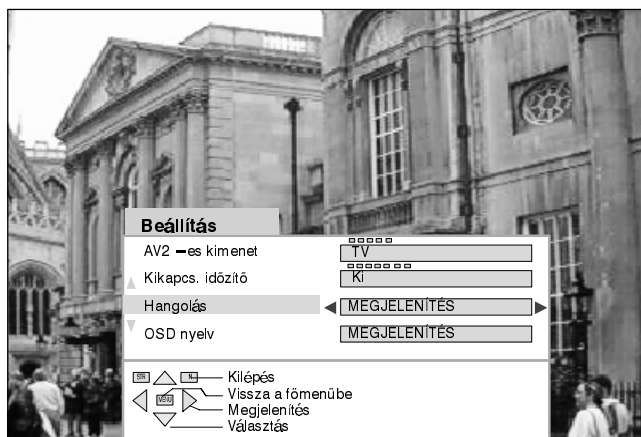 Beállítás
AV2 –es kimenet TV
Kikapcs. időzítő Ki
Hangolás MEGJELENÍTÉS
OSD nyelv MEGJELENÍTÉS
STR N Kilépés
MENU Vissza a főmenübe
Megjelenítés
Választás